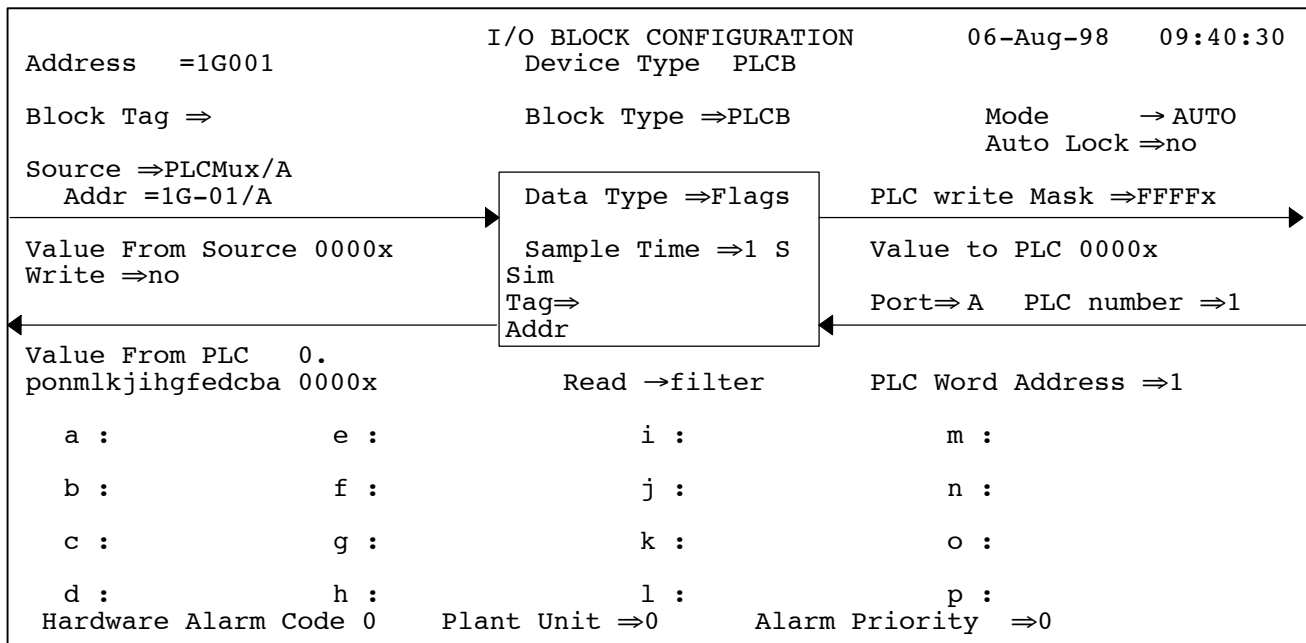 I/O BLOCK CONFIGURATION 06-Aug-98 09:40:30
Address =1G001 Device Type PLCB
Block Tag ⇒ Block Type ⇒PLCB Mode → AUTO
Auto Lock ⇒no
Source ⇒PLCMux/A
Addr =1G-01/A Data Type ⇒Flags PLC write Mask ⇒FFFFx
Value From Source 0000x Sample Time ⇒1 S Value to PLC 0000x
Write ⇒no Sim
Tag⇒ Port⇒ A PLC number ⇒1
Addr
Value From PLC 0.
ponmlkjihgfedcba 0000x Read →filter PLC Word Address ⇒1
a : e : i : m :
b : f : j : n :
c : g : k : o :
d : h : l : p :
Hardware Alarm Code 0 Plant Unit ⇒0 Alarm Priority ⇒0